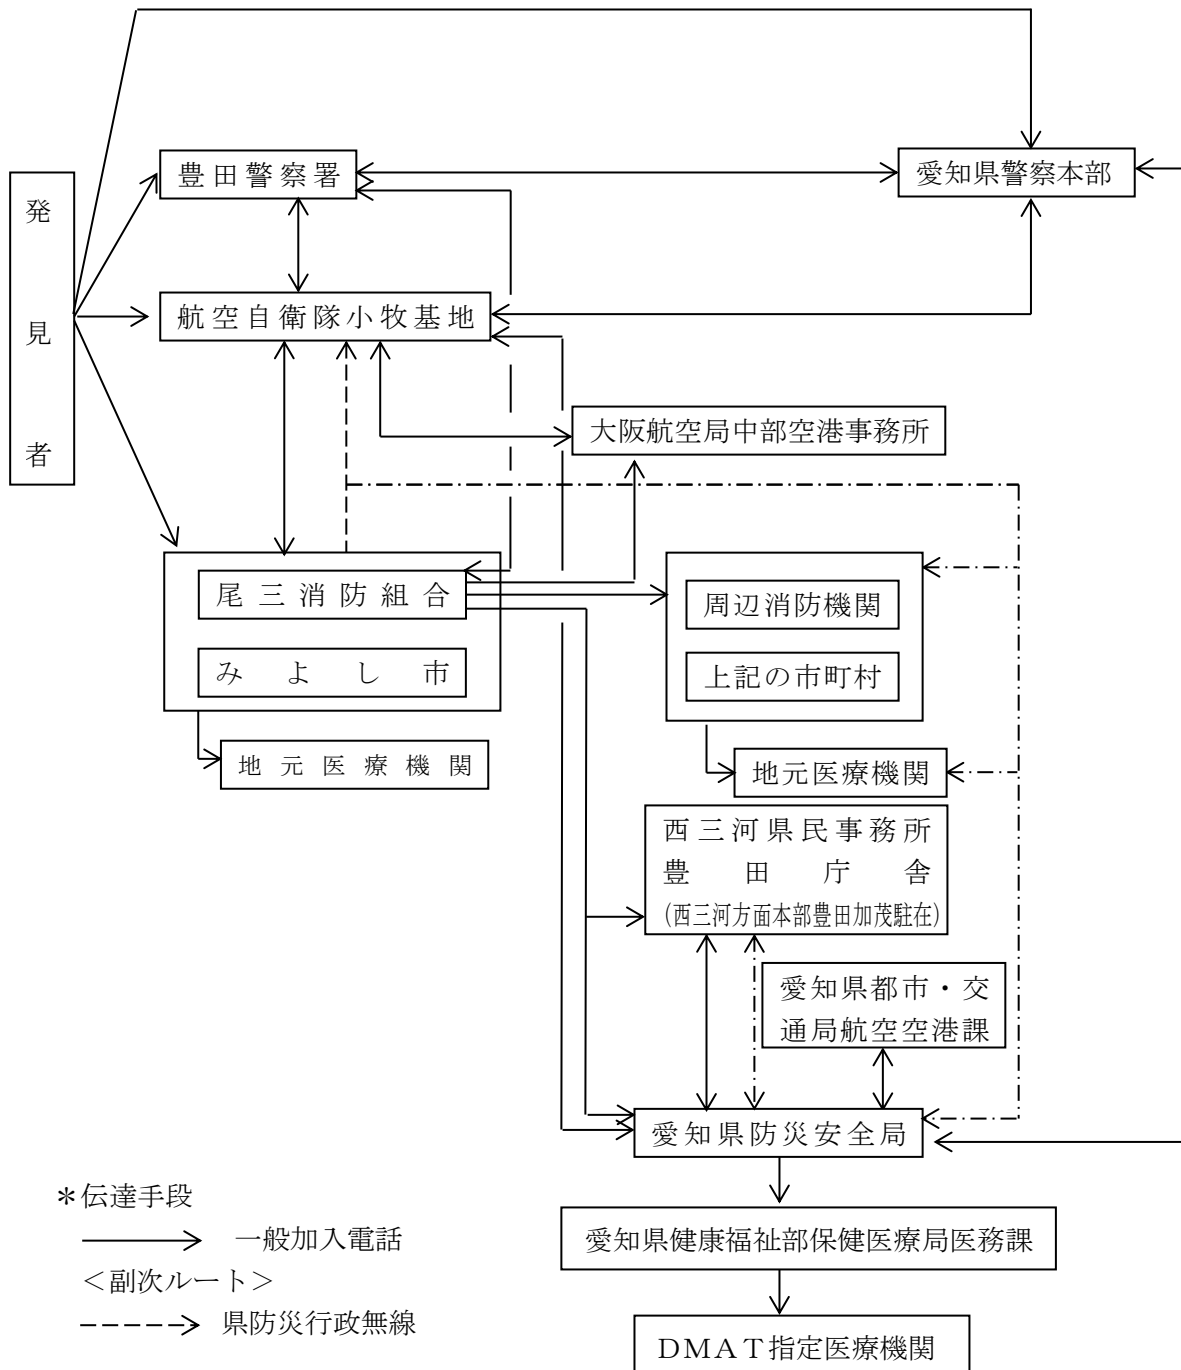 発見者
豊田警察署
愛知県警察本部
航空自衛隊小牧基地
大阪航空局中部空港事務所
尾三消防組合
みよし市
地元医療機関
周辺消防機関
上記の市町村
地元医療機関
西三河県民事務所
豊田庁舎
(西三河方面本部豊田加茂駐在)
愛知県都市・交
通局航空空港課
愛知県防災安全局
愛知県健康福祉部保健医療局医務課
DMAT指定医療機関
＊伝達手段
一般加入電話
＜副次ルート＞
県防災行政無線